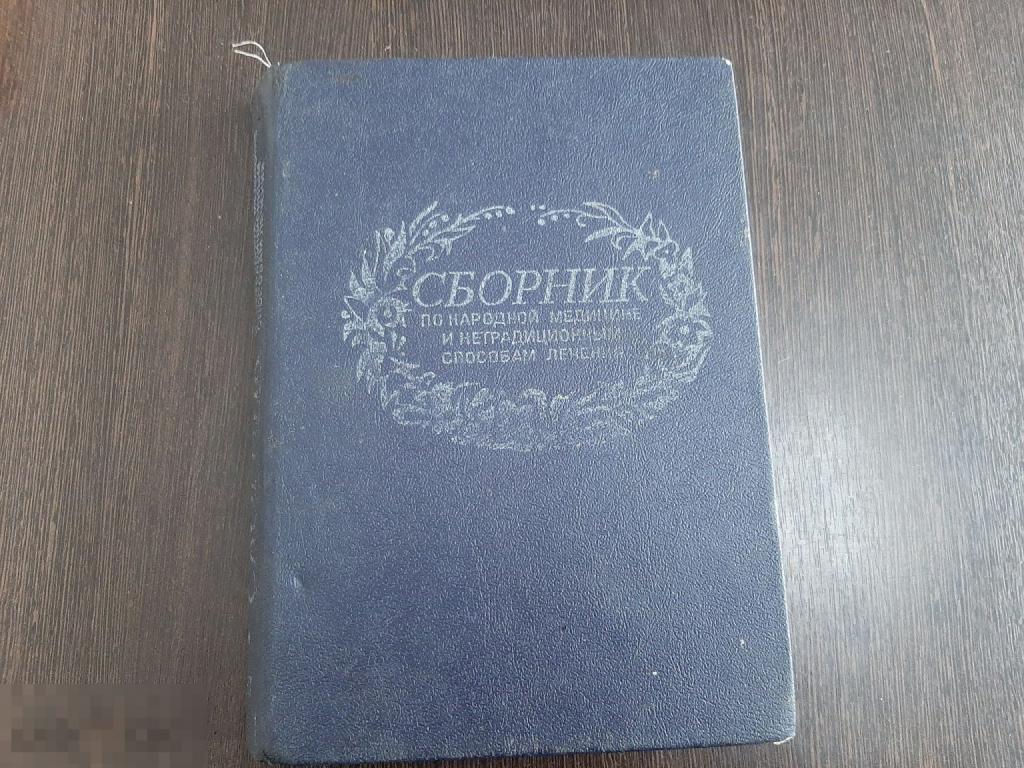 СБОРНИК
ПО НАРОДНОЙ МЕДИЦИНЕ
И НЕТРАДИЦИОННЫМ
СПОСОБАМ ЛЕЧЕНИЯ